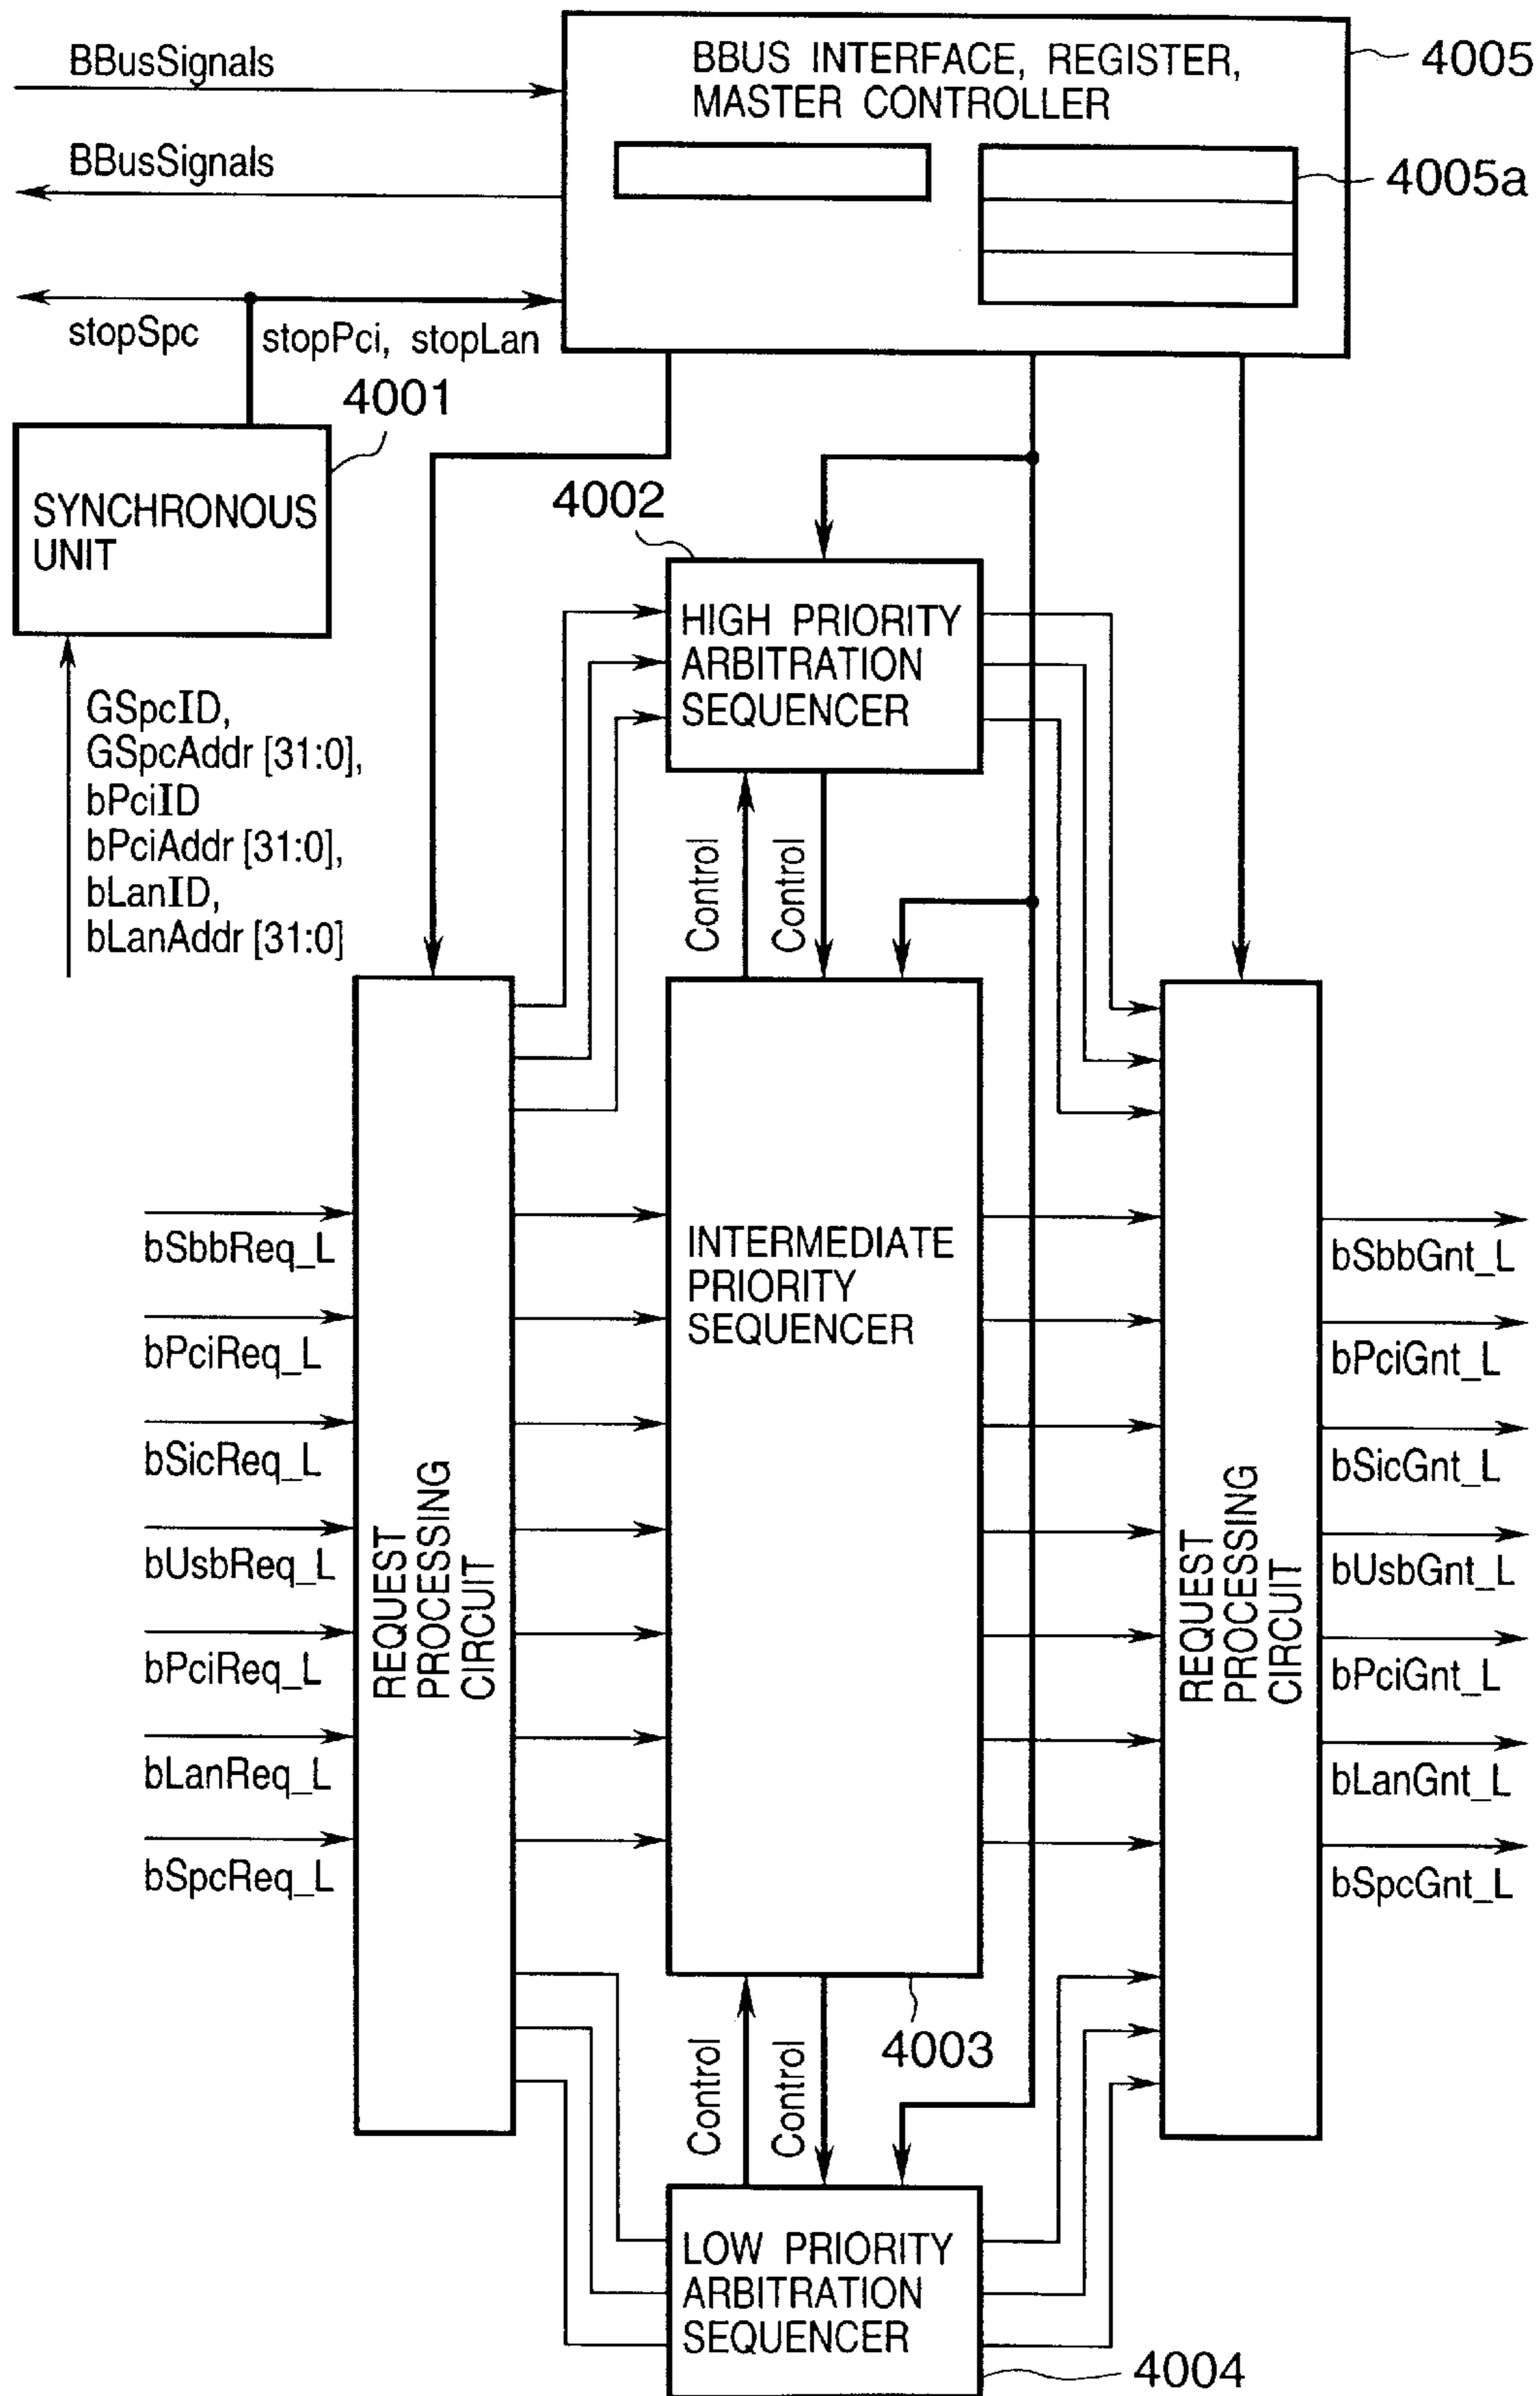 BBusSignals
BBUS INTERFACE, REGISTER,
MASTER CONTROLLER
4005
BBusSignals
4005a
stopSpc
stopPci, stopLan
4001
SYNCHRONOUS
UNIT
4002
HIGH PRIORITY
ARBITRATION
SEQUENCER
GSpcID,
GSpcAddr [31:0],
bPciID
bPciAddr [31:0],
bLanID,
bLanAddr [31:0]
Control
Control
INTERMEDIATE
PRIORITY
SEQUENCER
bSbbReq_L
bPciReq_L
bSicReq_L
bUsbReq_L
bPciReq_L
bLanReq_L
bSpcReq_L
REQUEST
PROCESSING
CIRCUIT
REQUEST
PROCESSING
CIRCUIT
bSbbGnt_L
bPciGnt_L
bSicGnt_L
bUsbGnt_L
bPciGnt_L
bLanGnt_L
bSpcGnt_L
4003
Control
Control
LOW PRIORITY
ARBITRATION
SEQUENCER
4004